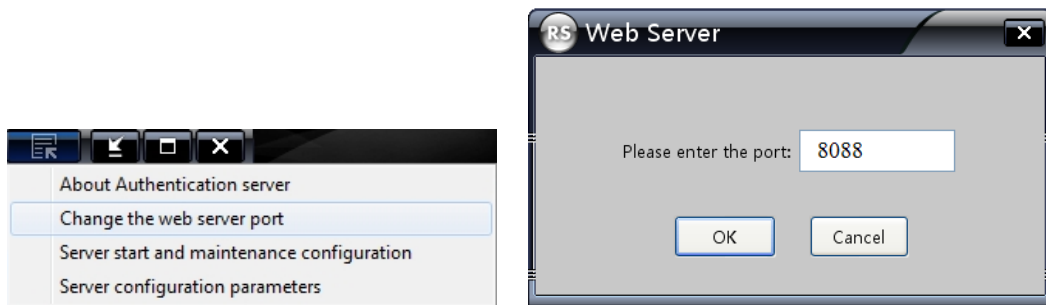 About Authentication server
Change the web server port
Server start and maintenance configuration
Server configuration parameters
RS Web Server
Please enter the port: 8088
OK Cancel